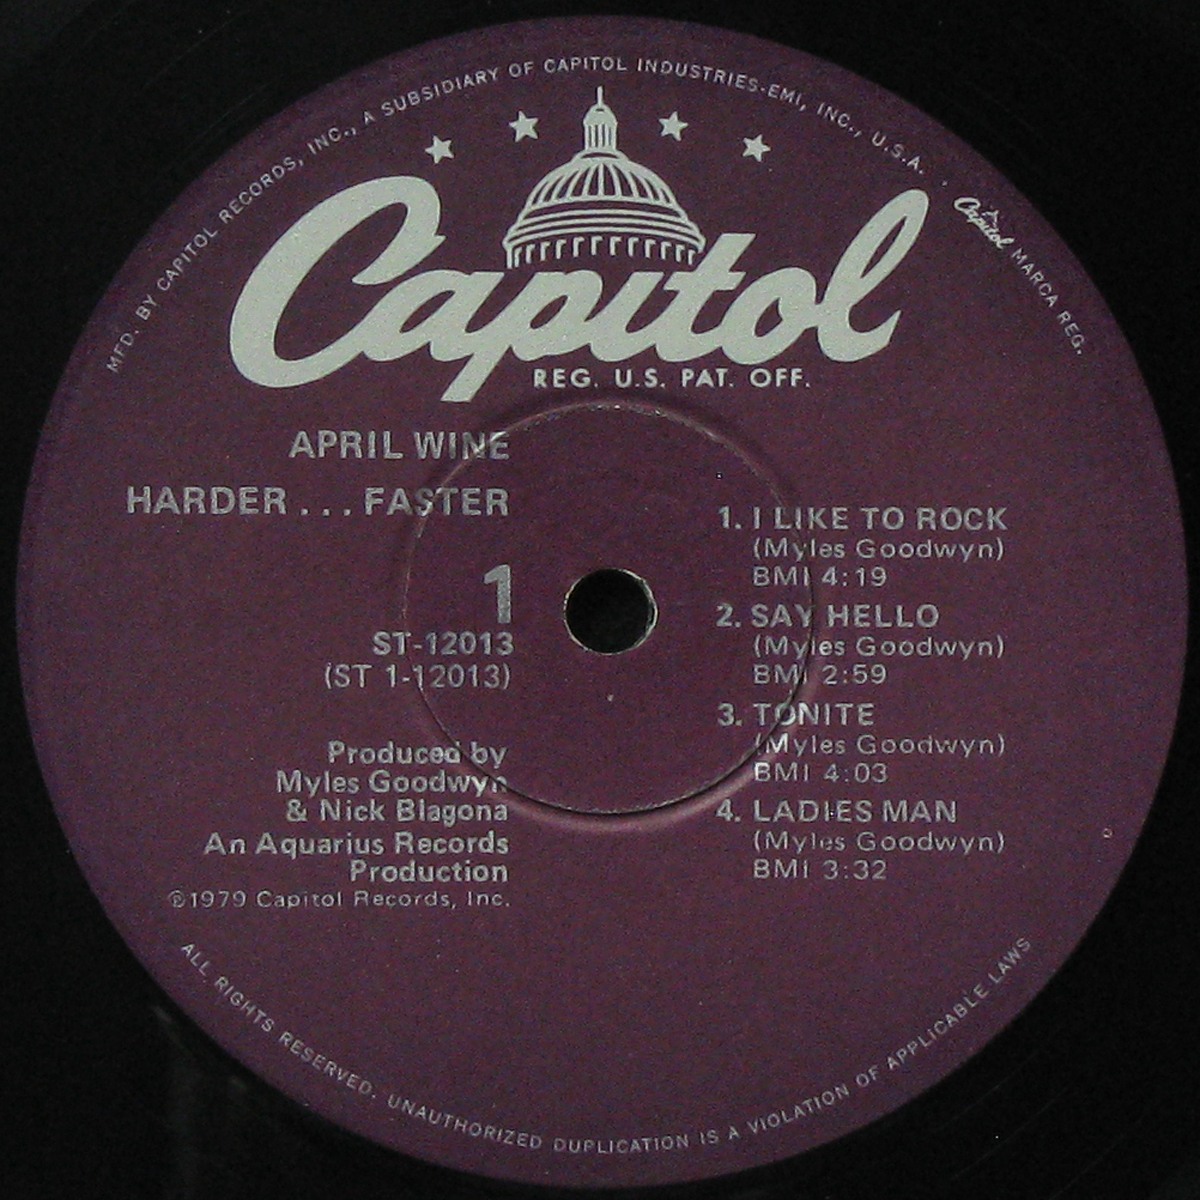 MFD. BY CAPITOL RECORDS, INC., A SUBSIDIARY OF CAPITOL INDUSTRIES-EMI, INC., U.S.A. . Capitol MARCA REG.
Capitol
REG. U.S. PAT. OFF.
APRIL WINE
HARDER . . . FASTER
1
ST-12013
(ST 1-12013)
Produced by
Myles Goodwyn
& Nick Blagona
An Aquarius Records
Production
℗1979 Capitol Records, Inc.
1. I LIKE TO ROCK
(Myles Goodwyn)
BMI 4:19
2. SAY HELLO
(Myles Goodwyn)
BMI 2:59
3. TONITE
(Myles Goodwyn)
BMI 4:03
4. LADIES MAN
(Myles Goodwyn)
BMI 3:32
ALL RIGHTS RESERVED. UNAUTHORIZED DUPLICATION IS A VIOLATION OF APPLICABLE LAWS